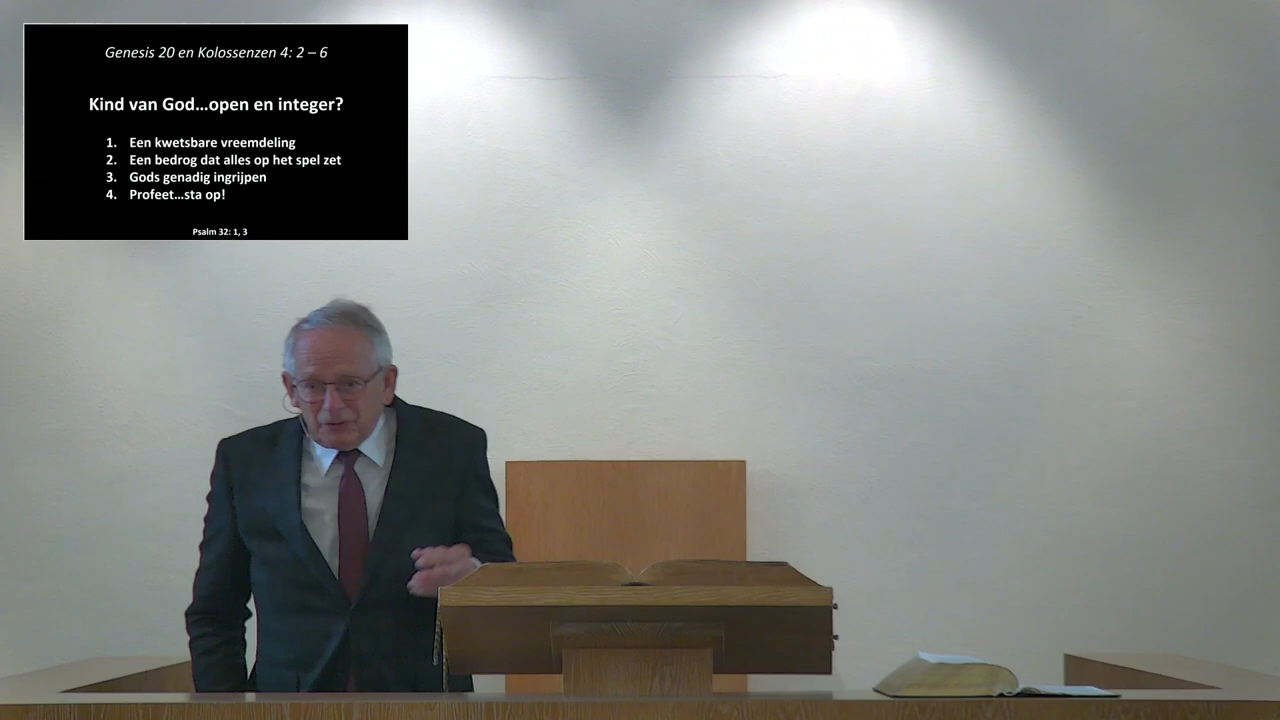 Genesis 20 en Kolossenzen 4: 2 – 6
Kind van God…open en integer?
1. Een kwetsbare vreemdeling
2. Een bedrog dat alles op het spel zet
3. Gods genadig ingrijpen
4. Profeet…sta op!
Psalm 32: 1, 3